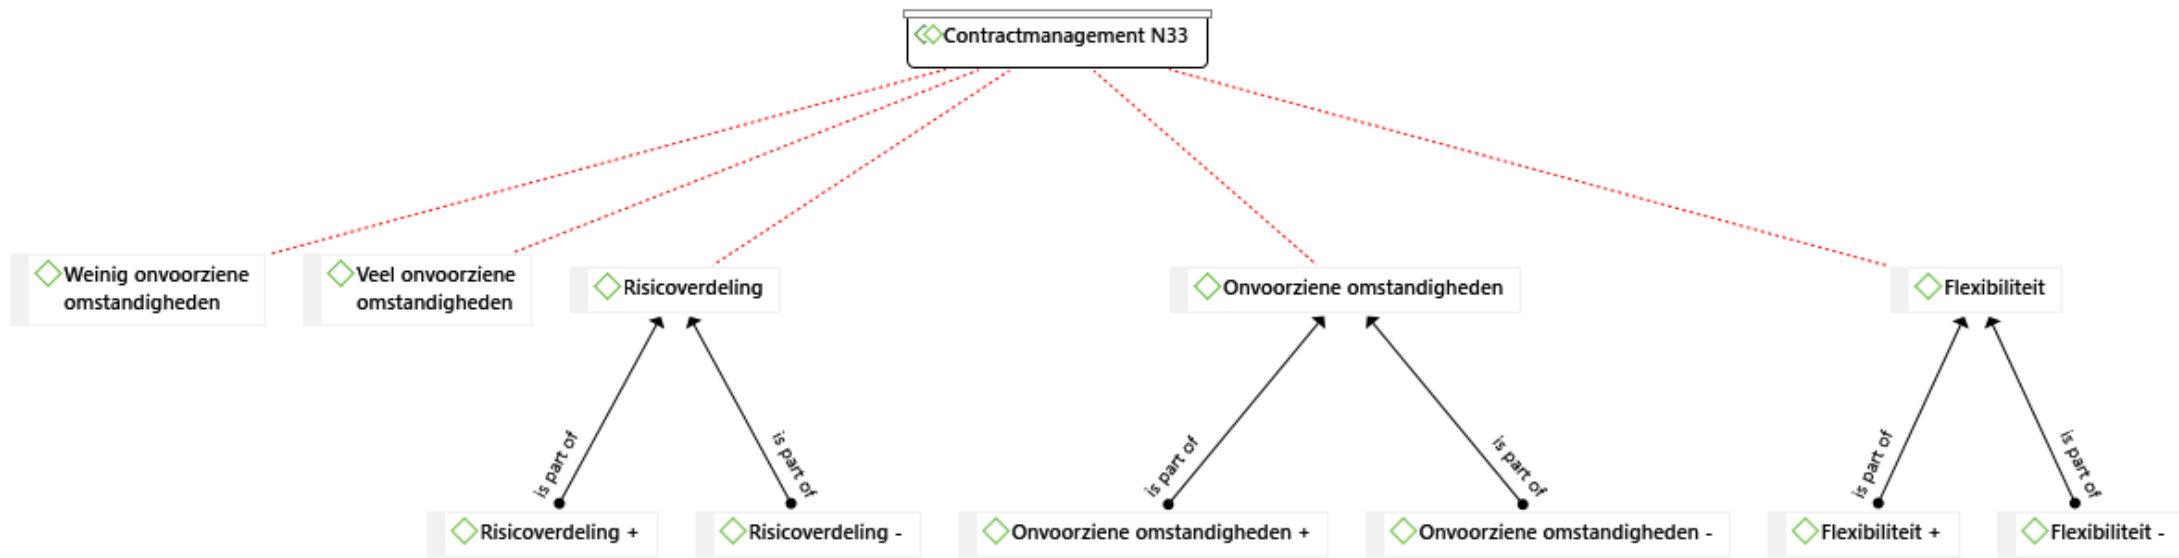 Contractmanagement N33
Weinig onvoorziene
omstandigheden
Veel onvoorziene
omstandigheden
Risicoverdeling
Onvoorziene omstandigheden
Flexibiliteit
is part of
is part of
is part of
is part of
is part of
is part of
Risicoverdeling +
Risicoverdeling -
Onvoorziene omstandigheden +
Onvoorziene omstandigheden -
Flexibiliteit +
Flexibiliteit -